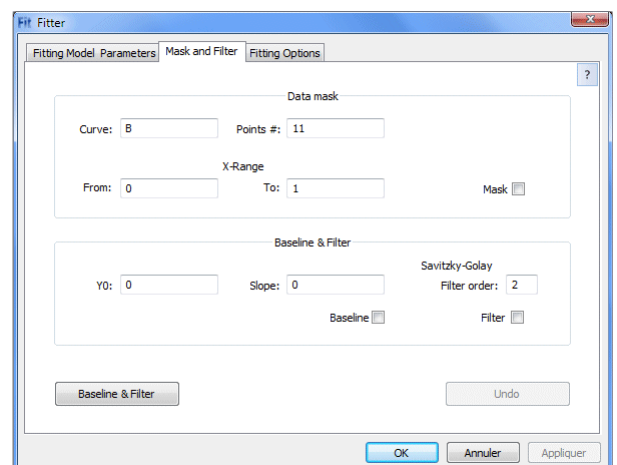 Fit Fitter
Fitting Model Parameters Mask and Filter Fitting Options
?
Data mask
Curve: B Points #: 11
X-Range
From: 0 To: 1 Mask
Baseline & Filter
Savitzky-Golay
Y0: 0 Slope: 0 Filter order: 2
Baseline Filter
Baseline & Filter Undo
OK Annuler Appliquer